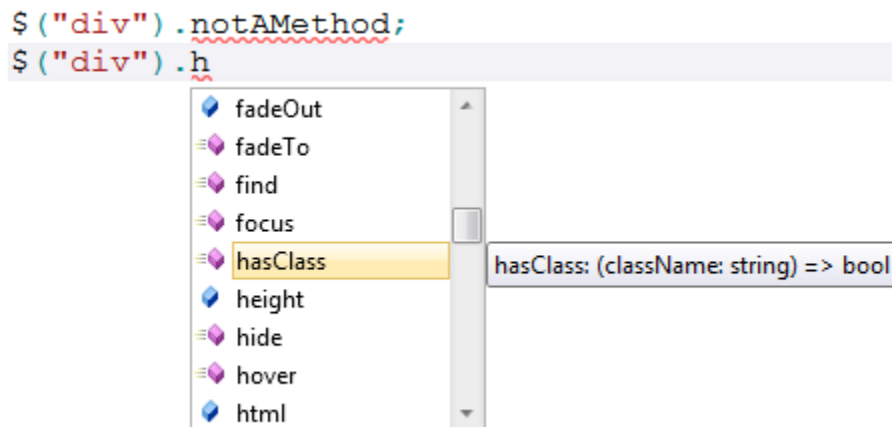 $("div").notAMethod;
$("div").h
fadeOut
fadeTo
find
focus
hasClass
hasClass: (className: string) => bool
height
hide
hover
html